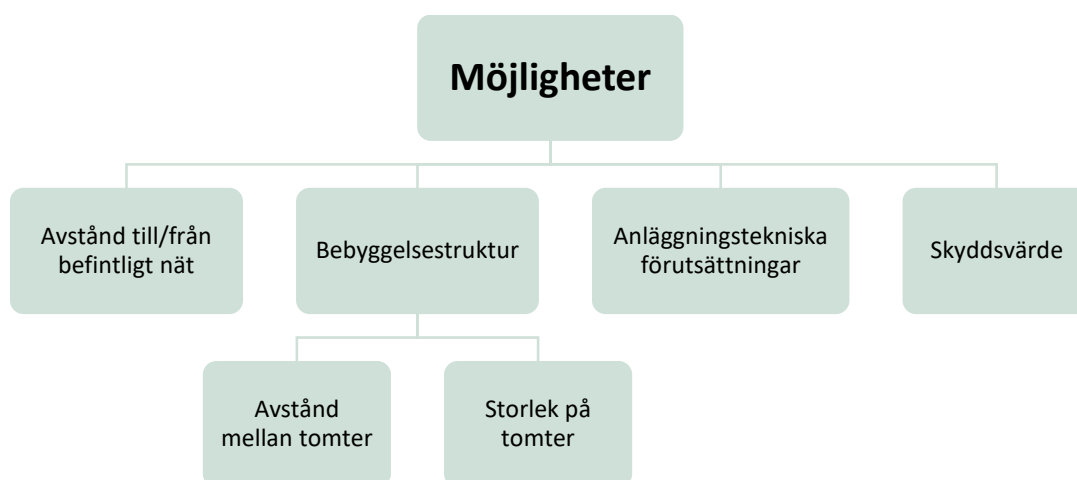 Möjligheter
Avstånd till/från
befintligt nät
Bebyggelsestruktur
Anläggningstekniska
förutsättningar
Skyddsvärde
Avstånd
mellan tomter
Storlek på
tomter